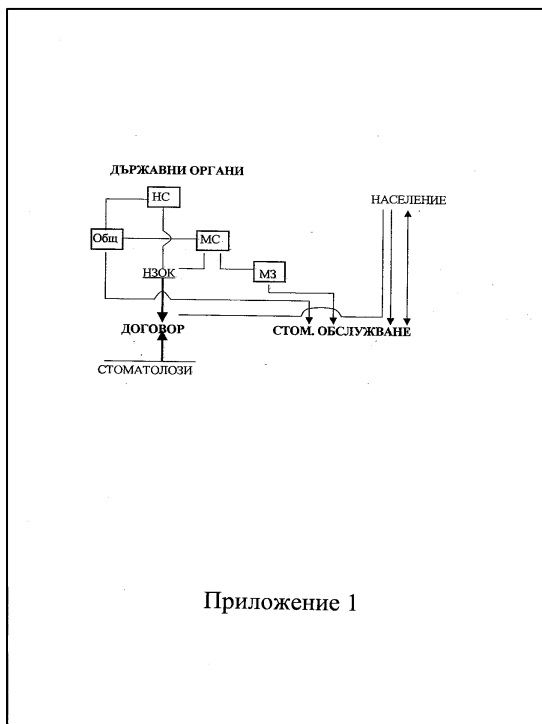 ДЪРЖАВНИ ОРГАНИ
НС
НАСЕЛЕНИЕ
Общ
МС
НЗОК
МЗ
ДОГОВОР
СТОМ. ОБСЛУЖВАНЕ
СТОМАТОЛОЗИ
Приложение 1